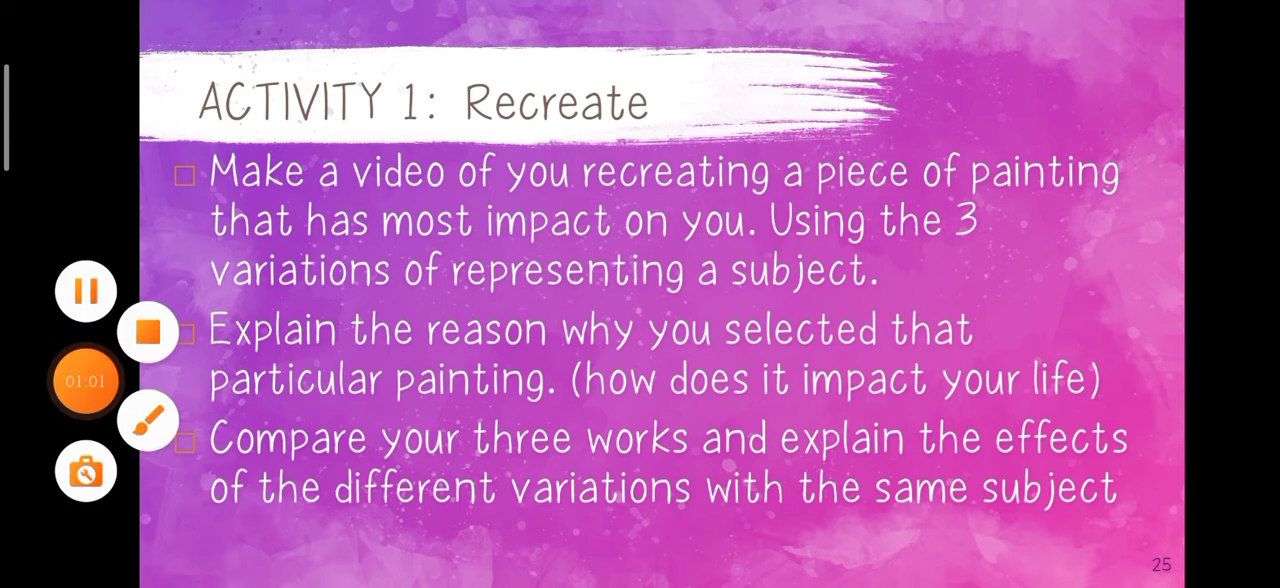 ACTIVITY 1: Recreate
Make a video of you recreating a piece of painting
that has most impact on you. Using the 3
variations of representing a subject.
Explain the reason why you selected that
particular painting. (how does it impact your life)
Compare your three works and explain the effects
of the different variations with the same subject
01:01
25